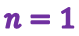 n = 1